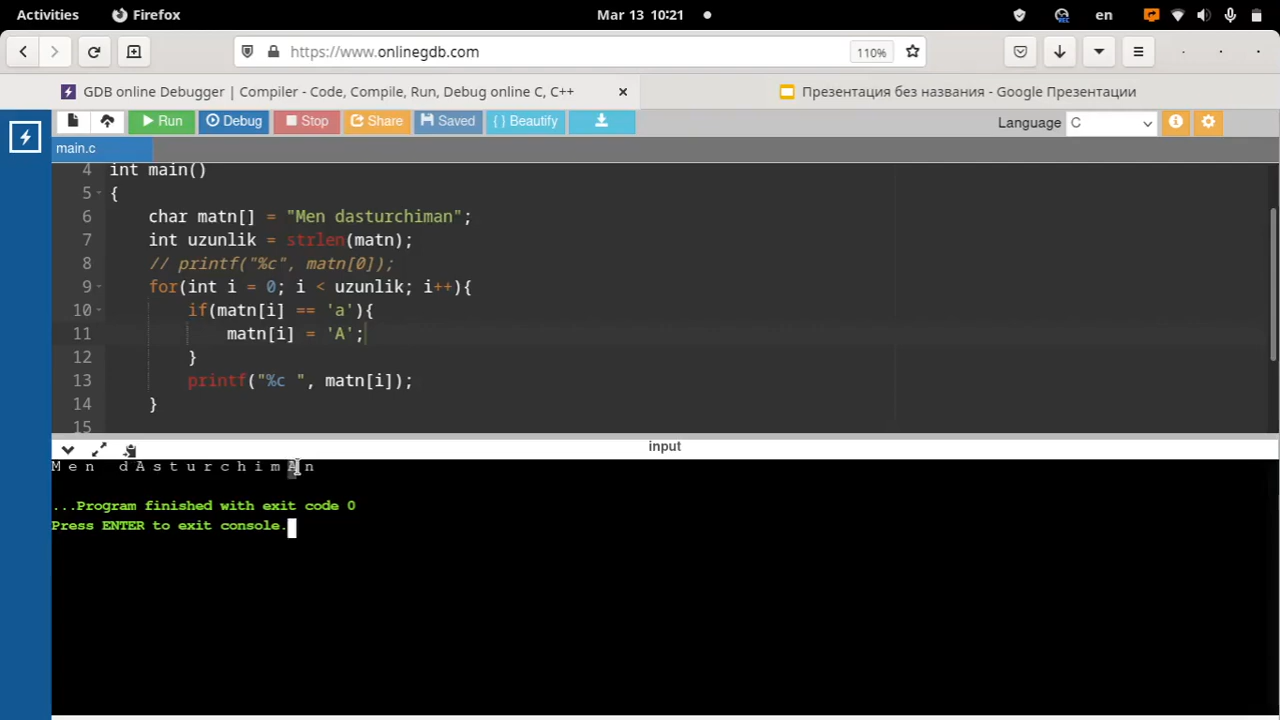 Activities Firefox Mar 13 10:21 en
https://www.onlinegdb.com 110%
GDB online Debugger | Compiler - Code, Compile, Run, Debug online C, C++ Презентация без названия - Google Презентации
Run Debug Stop Share Saved { } Beautify Language C
main.c
4 int main()
5 {
6 char matn[] = "Men dasturchiman";
7 int uzunlik = strlen(matn);
8 // printf("%c", matn[0]);
9 for(int i = 0; i < uzunlik; i++){
10 if(matn[i] == 'a'){
11 matn[i] = 'A';
12 }
13 printf("%c ", matn[i]);
14 }
15
input
M e n   d A s t u r c h i m A n
...Program finished with exit code 0
Press ENTER to exit console.